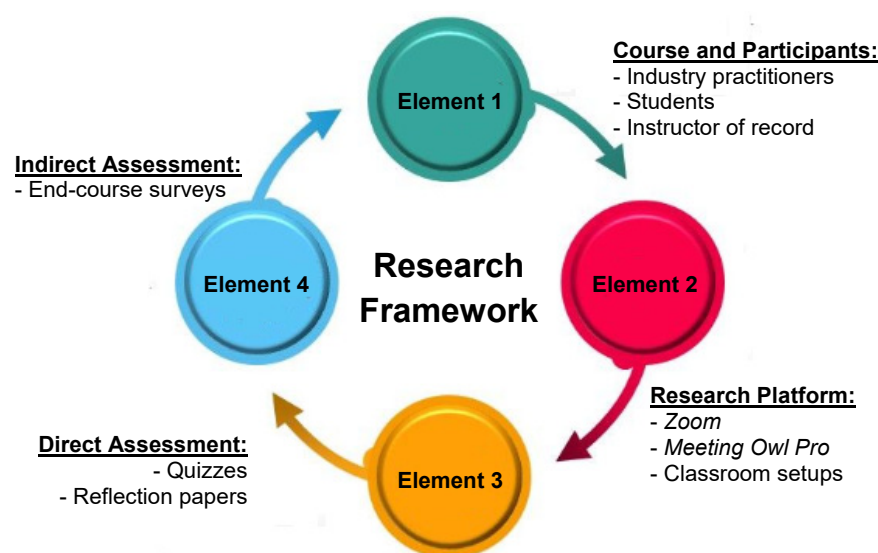 Element 1
Course and Participants:
- Industry practitioners
- Students
- Instructor of record
Indirect Assessment:
- End-course surveys
Element 4
Research
Framework
Element 2
Research Platform:
- Zoom
- Meeting Owl Pro
- Classroom setups
Direct Assessment:
- Quizzes
- Reflection papers
Element 3